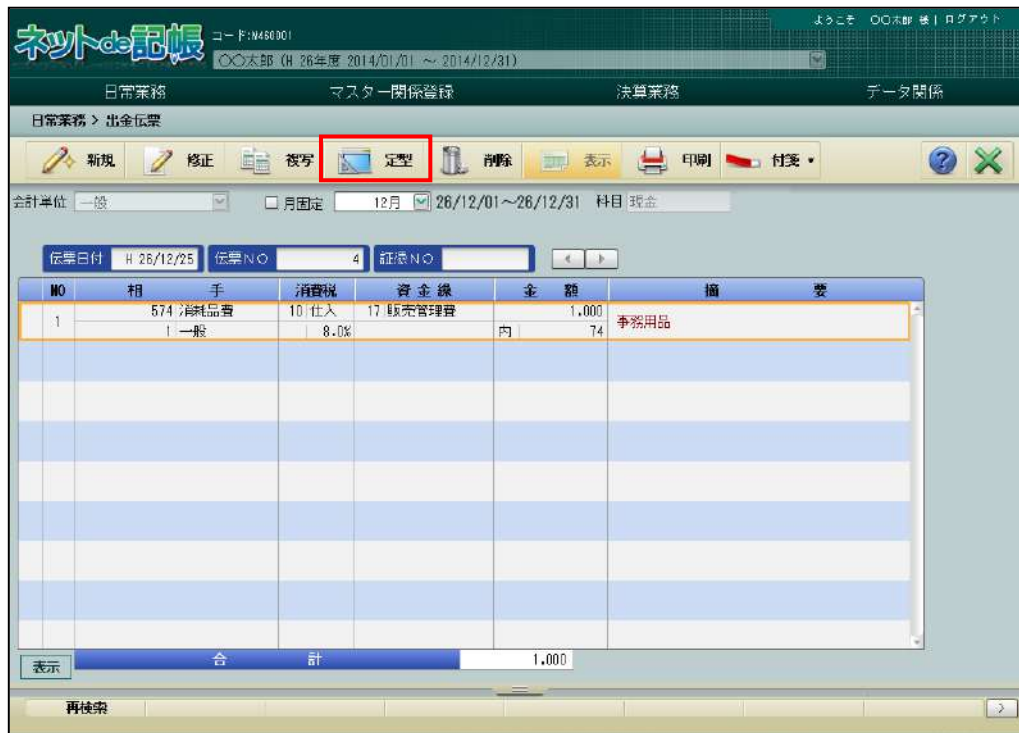 ようこそ 〇〇太郎 様 | ログアウト
ネットde記帳 コード:N460001
〇〇太郎 (H 26年度 2014/01/01 ～ 2014/12/31)
日常業務 マスター関係登録 決算業務 データ関係
日常業務 > 出金伝票
新規 修正 複写 定型 削除 表示 印刷 付箋
会計単位 一般 月固定 12月 26/12/01～26/12/31 科目 現金
伝票日付 H 26/12/25 伝票NO 4 証憑NO
NO 相手 消費税 資金繰 金額 摘要
1 574 消耗品費 10 仕入 17 販売管理費 1,000 事務用品
1 一般 8.0% 内 74
表示 合計 1,000
再検索